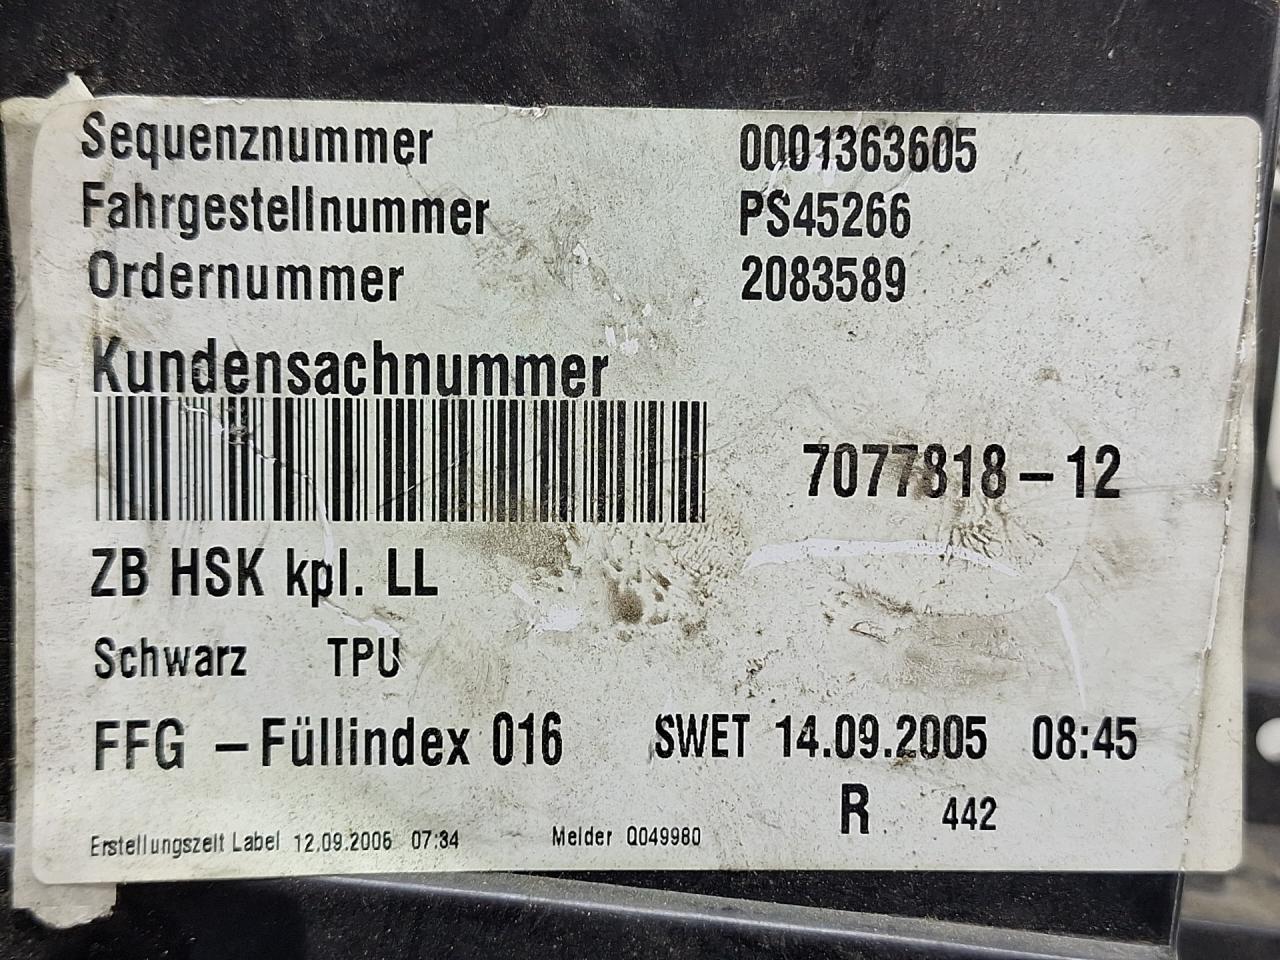 Sequenznummer 0001363605
Fahrgestellnummer PS45266
Ordernummer 2083589
Kundensachnummer
7077818-12
ZB HSK kpl. LL
Schwarz TPU
FFG -Füllindex 016 SWET 14.09.2005 08:45
R 442
Erstellungszeit Label 12.09.2005 07:34 Melder Q049980